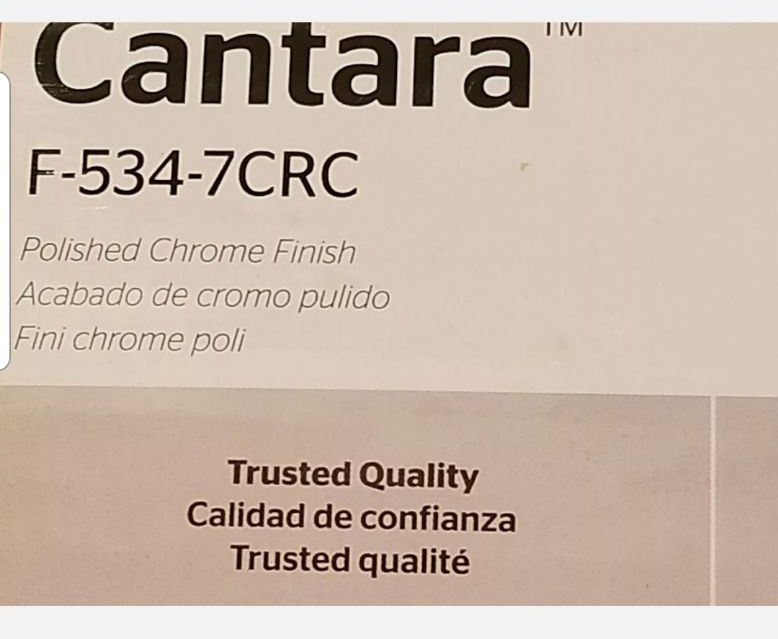 Cantara™
F-534-7CRC
Polished Chrome Finish
Acabado de cromo pulido
Fini chrome poli
Trusted Quality
Calidad de confianza
Trusted qualité